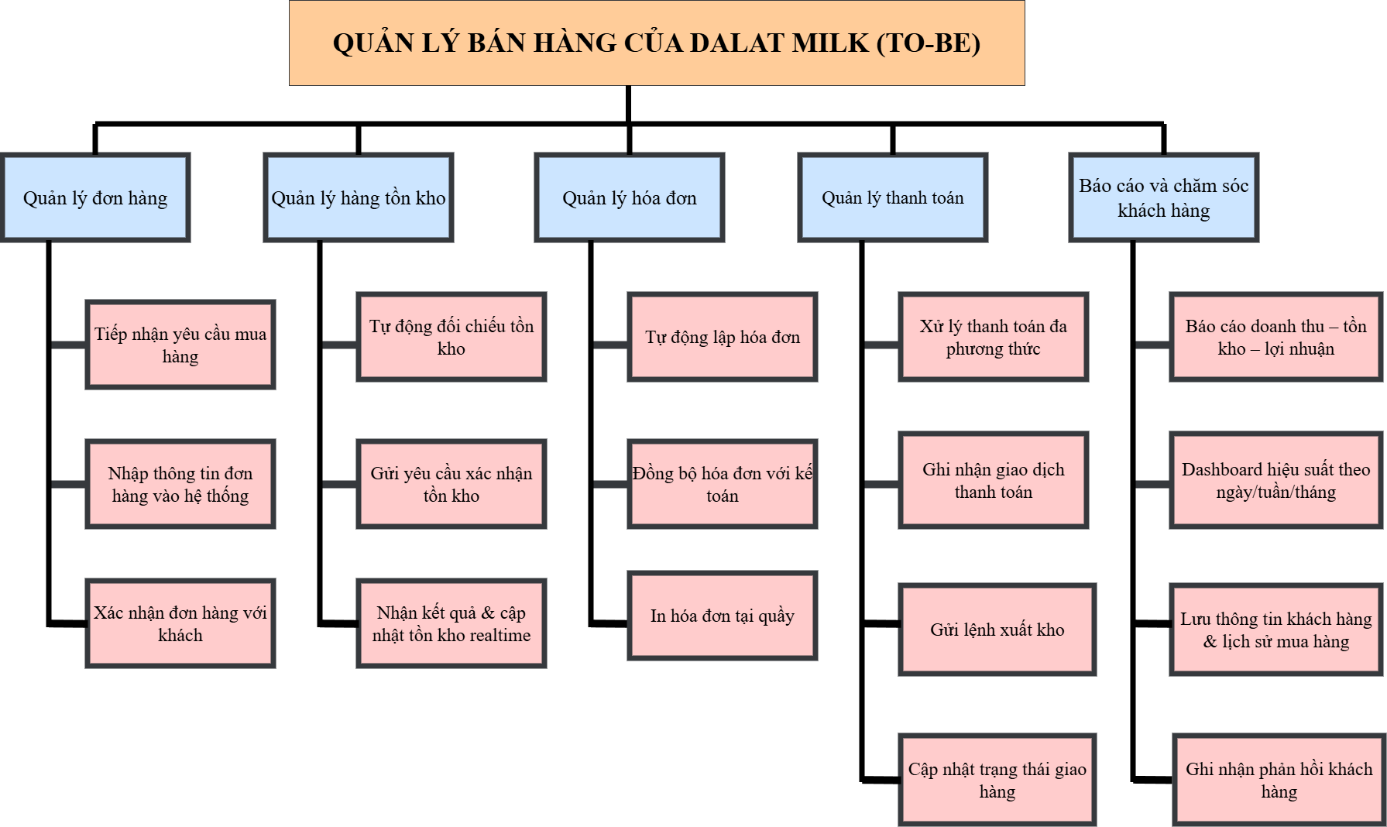 QUẢN LÝ BÁN HÀNG CỦA DALAT MILK (TO-BE)
Quản lý đơn hàng
Quản lý hàng tồn kho
Quản lý hóa đơn
Quản lý thanh toán
Báo cáo và chăm sóc
khách hàng
Tiếp nhận yêu cầu mua
hàng
Nhập thông tin đơn
hàng vào hệ thống
Xác nhận đơn hàng với
khách
Tự động đối chiếu tồn
kho
Gửi yêu cầu xác nhận
tồn kho
Nhận kết quả & cập
nhật tồn kho realtime
Tự động lập hóa đơn
Đồng bộ hóa đơn với kế
toán
In hóa đơn tại quầy
Xử lý thanh toán đa
phương thức
Ghi nhận giao dịch
thanh toán
Gửi lệnh xuất kho
Cập nhật trạng thái giao
hàng
Báo cáo doanh thu – tồn
kho – lợi nhuận
Dashboard hiệu suất theo
ngày/tuần/tháng
Lưu thông tin khách hàng
& lịch sử mua hàng
Ghi nhận phản hồi khách
hàng